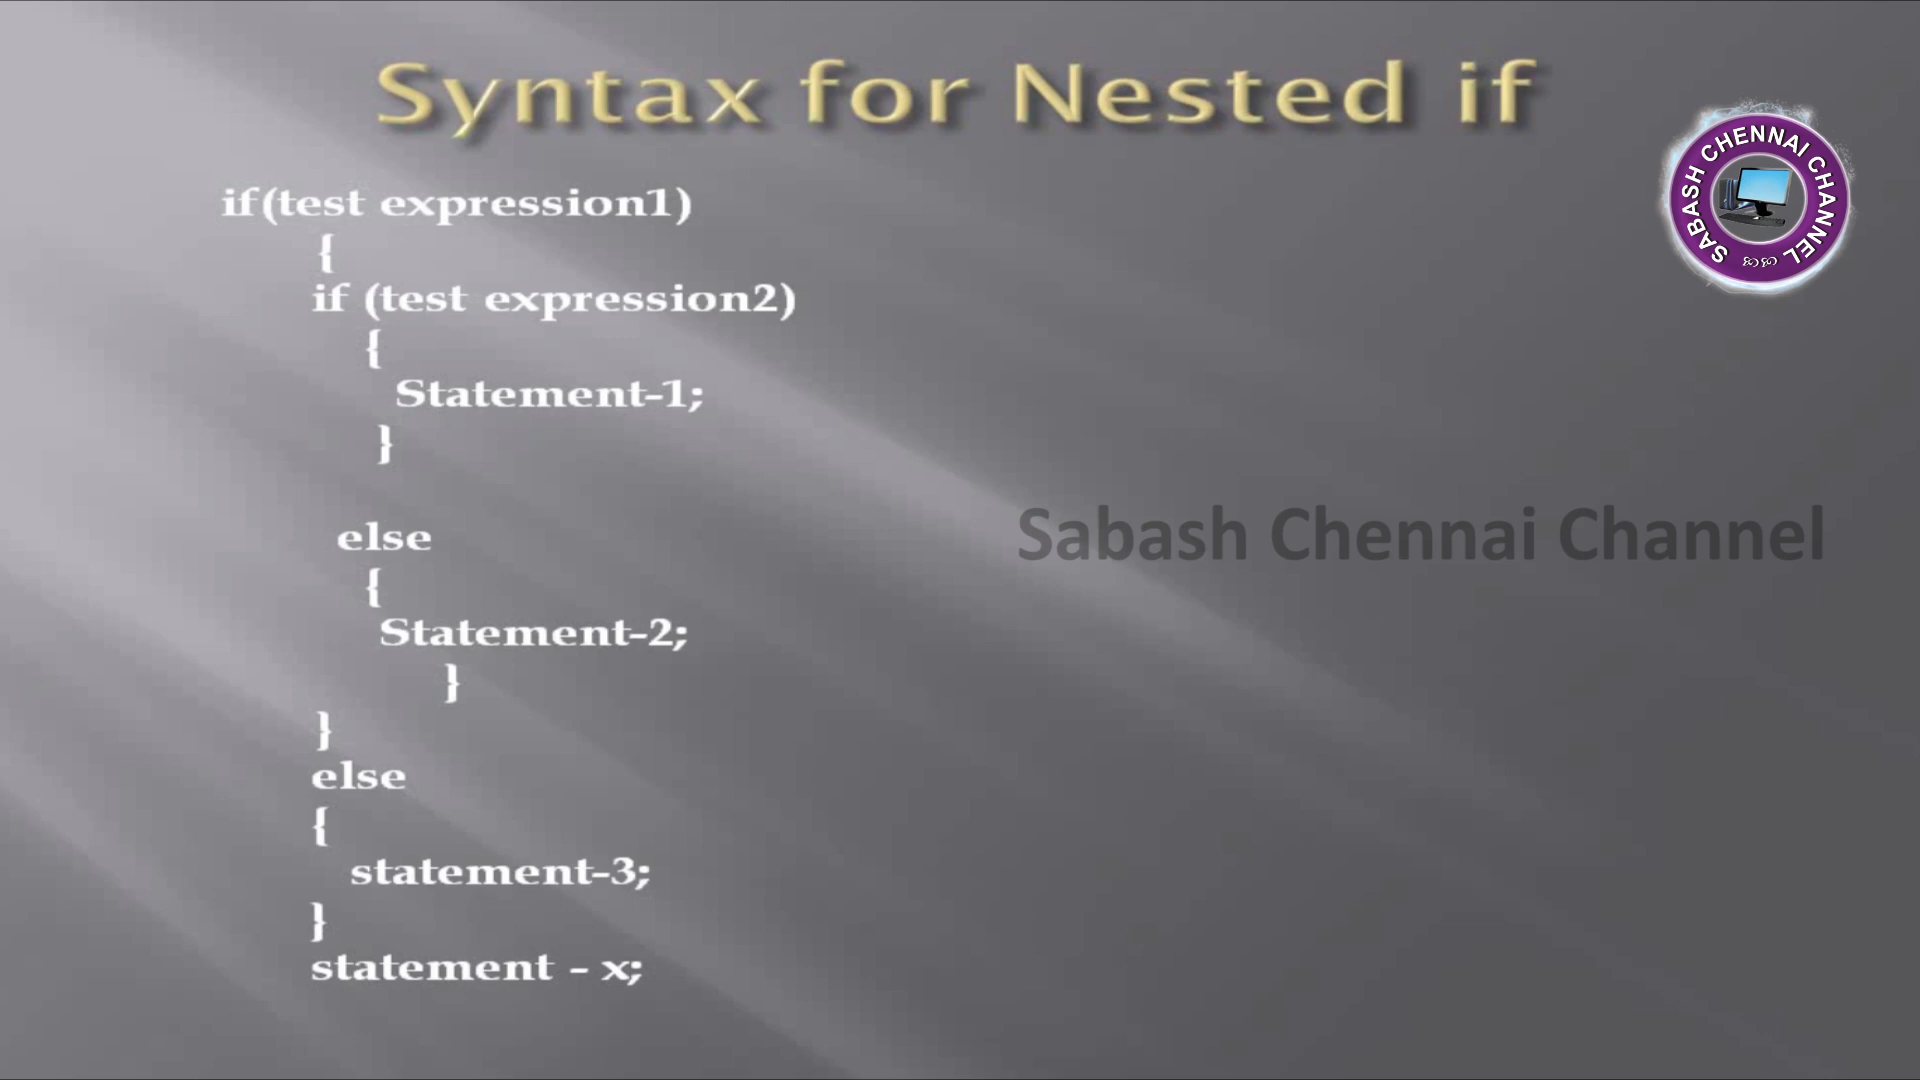 Syntax for Nested if
SABASH CHENNAI CHANNEL
if(test expression1)
{
if (test expression2)
{
Statement-1;
}
else
{
Statement-2;
}
}
else
{
statement-3;
}
statement - x;
Sabash Chennai Channel